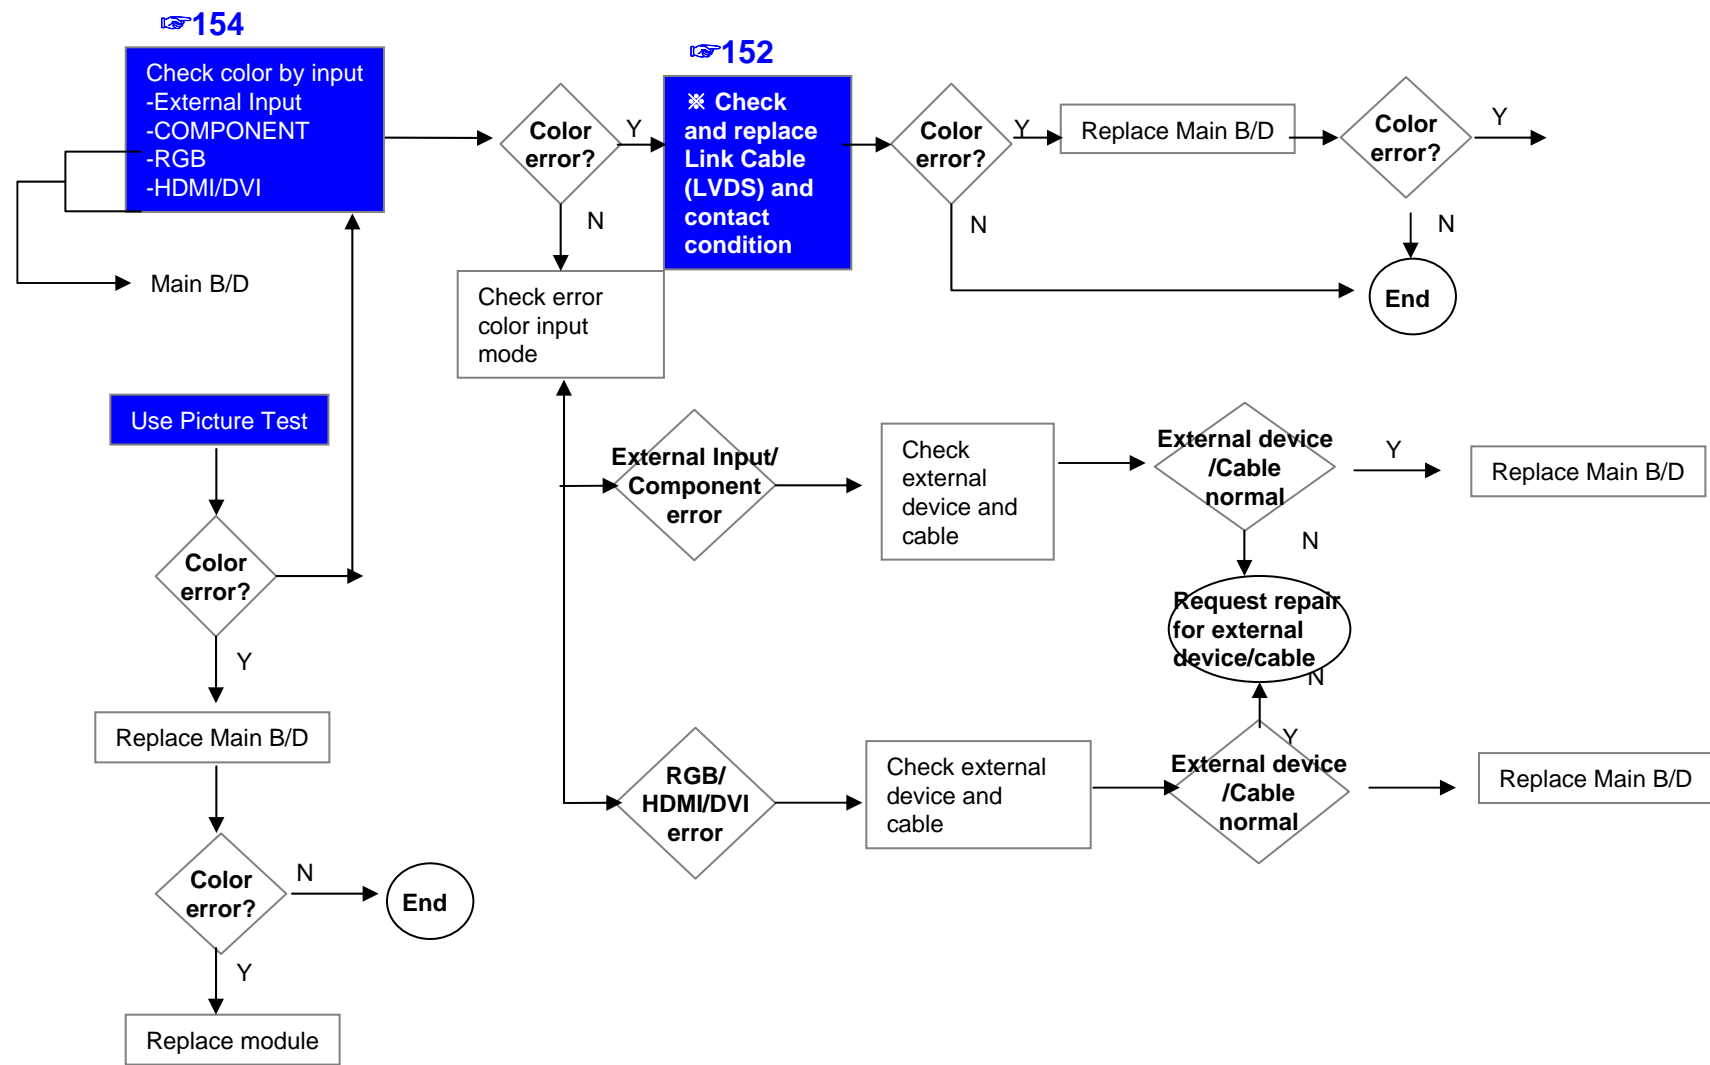 ☞154
Check color by input
-External Input
-COMPONENT
-RGB
-HDMI/DVI
Main B/D
Color
error?
Y
N
☞152
※ Check
and replace
Link Cable
(LVDS) and
contact
condition
Color
error?
Y
N
Replace Main B/D
Color
error?
Y
N
End
Check error
color input
mode
Use Picture Test
Color
error?
Y
Replace Main B/D
Color
error?
N
End
Y
Replace module
External Input/
Component
error
Check
external
device and
cable
External device
/Cable
normal
Y
Replace Main B/D
N
Request repair
for external
device/cable
N
RGB/
HDMI/DVI
error
Check external
device and
cable
Y
External device
/Cable
normal
Replace Main B/D